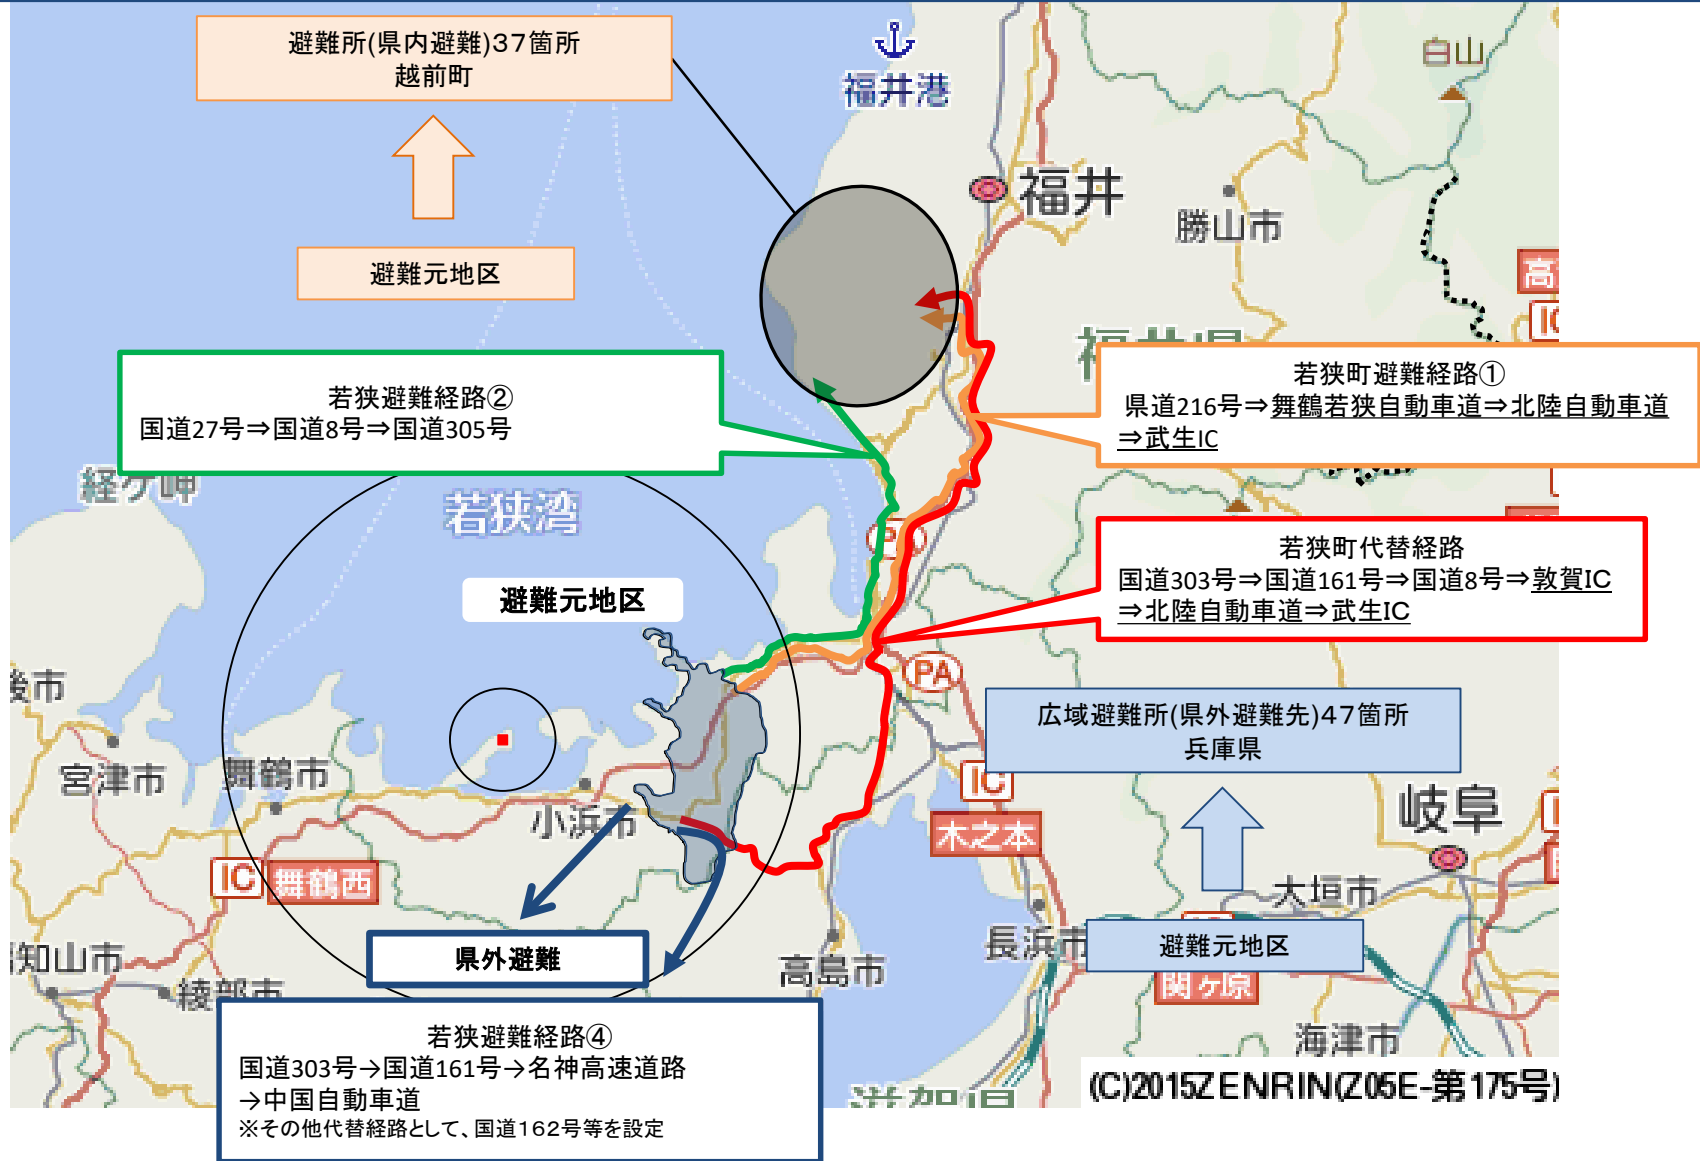 避難所(県内避難)37箇所
越前町
避難元地区
福井港
白山
福井
勝山市
福井県
若狭避難経路②
国道27号⇒国道8号⇒国道305号
若狭町避難経路①
県道216号⇒舞鶴若狭自動車道⇒北陸自動車道
⇒武生IC
経ケ岬
若狭湾
若狭町代替経路
国道303号⇒国道161号⇒国道8号⇒敦賀IC
⇒北陸自動車道⇒武生IC
避難元地区
PA
広域避難所(県外避難先)47箇所
兵庫県
宮津市
舞鶴市
小浜市
IC
木之本
岐阜
IC
舞鶴西
大垣市
県外避難
高島市
長浜市
避難元地区
関ヶ原
知山市
綾部市
海津市
若狭避難経路④
国道303号→国道161号→名神高速道路
→中国自動車道
※その他代替経路として、国道162号等を設定
滋賀県
(C)2015ZENRIN(Z05E-第175号)